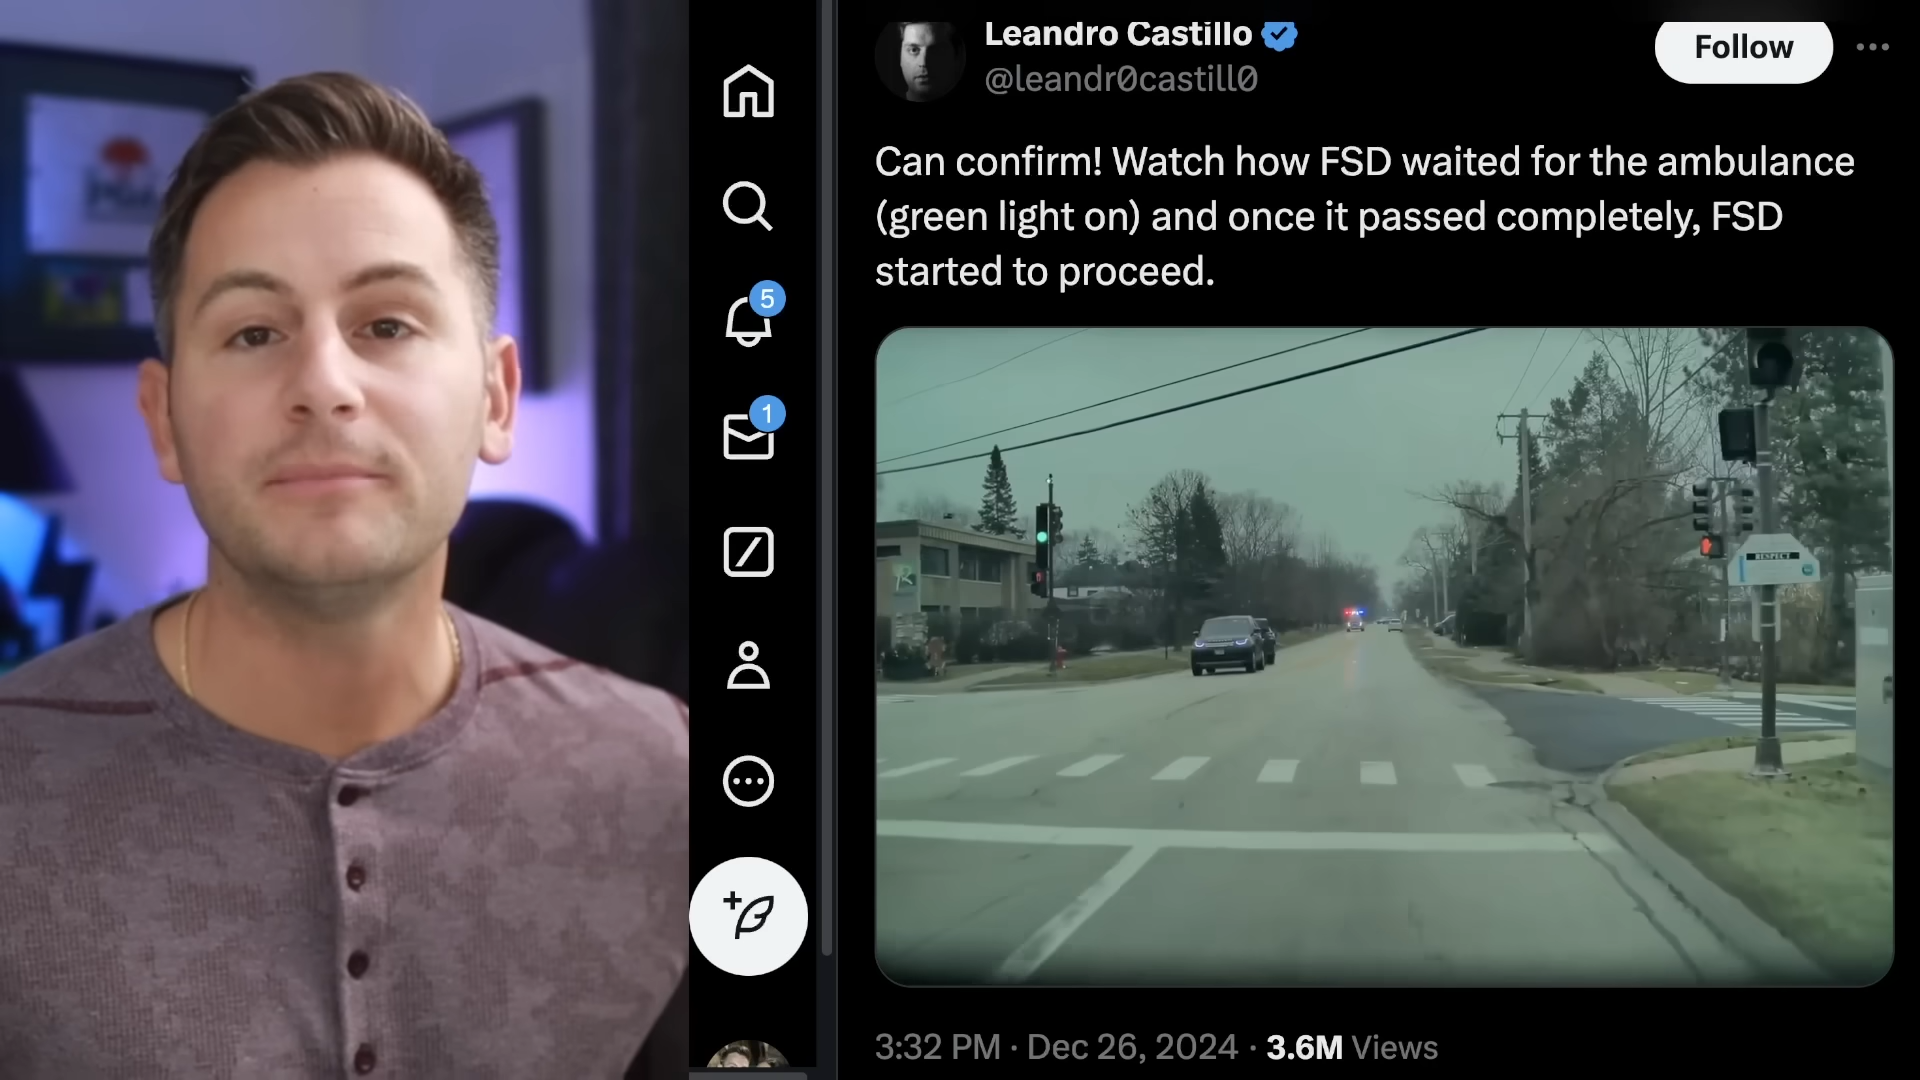 Leandro Castillo
Follow
@leandr0castill0
Can confirm! Watch how FSD waited for the ambulance
(green light on) and once it passed completely, FSD
started to proceed.
5
1
RESPECT
3:32 PM · Dec 26, 2024 · 3.6M Views